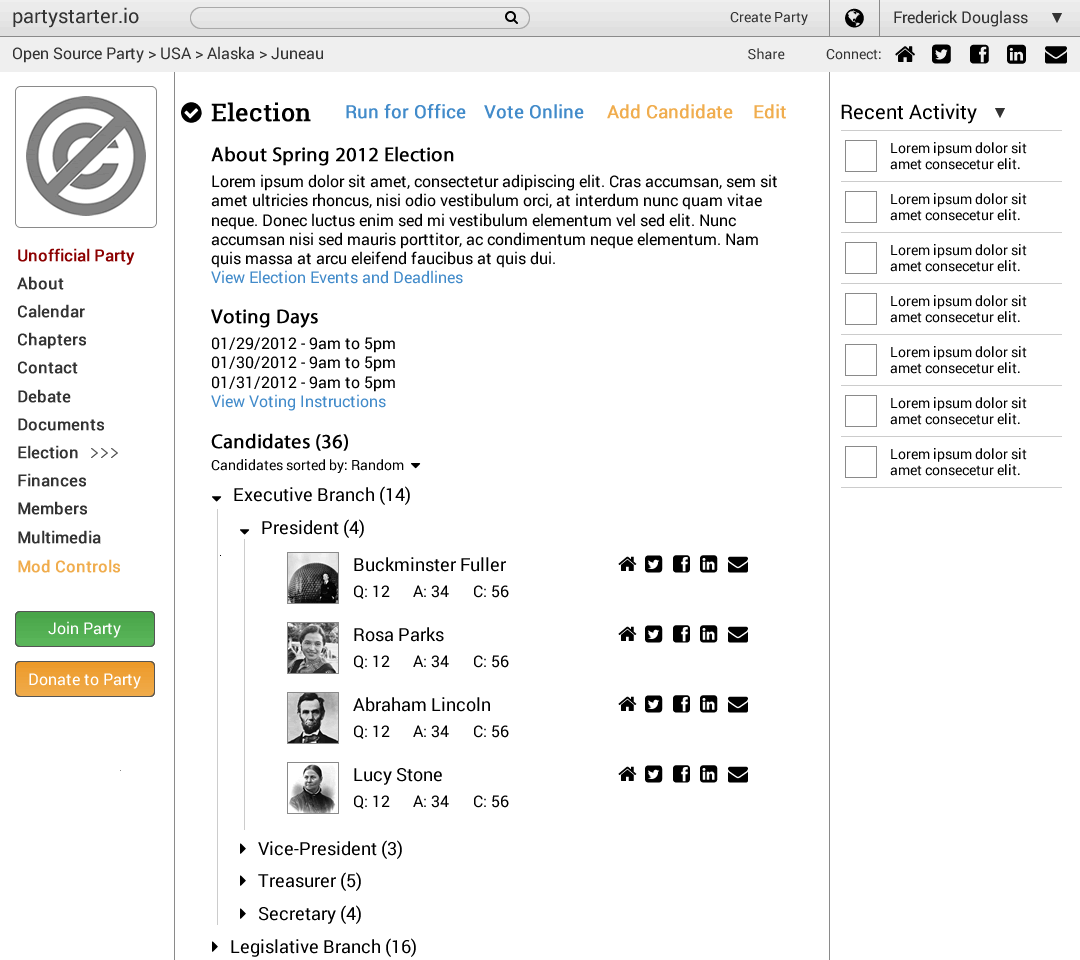 partystarter.io
Create Party
Frederick Douglass
Open Source Party > USA > Alaska > Juneau
Share
Connect:
Unofficial Party
About
Calendar
Chapters
Contact
Debate
Documents
Election >>>
Finances
Members
Multimedia
Mod Controls
Join Party
Donate to Party
Election
Run for Office
Vote Online
Add Candidate
Edit
About Spring 2012 Election
Lorem ipsum dolor sit amet, consectetur adipiscing elit. Cras accumsan, sem sit
amet ultricies rhoncus, nisi odio vestibulum orci, at interdum nunc quam vitae
neque. Donec luctus enim sed mi vestibulum elementum vel sed elit. Nunc
accumsan nisi sed mauris porttitor, ac condimentum neque elementum. Nam
quis massa at arcu eleifend faucibus at quis dui.
View Election Events and Deadlines
Voting Days
01/29/2012 - 9am to 5pm
01/30/2012 - 9am to 5pm
01/31/2012 - 9am to 5pm
View Voting Instructions
Candidates (36)
Candidates sorted by: Random
Executive Branch (14)
President (4)
Buckminster Fuller
Q: 12 A: 34 C: 56
Rosa Parks
Q: 12 A: 34 C: 56
Abraham Lincoln
Q: 12 A: 34 C: 56
Lucy Stone
Q: 12 A: 34 C: 56
Vice-President (3)
Treasurer (5)
Secretary (4)
Legislative Branch (16)
Recent Activity
Lorem ipsum dolor sit
amet consecetur elit.
Lorem ipsum dolor sit
amet consecetur elit.
Lorem ipsum dolor sit
amet consecetur elit.
Lorem ipsum dolor sit
amet consecetur elit.
Lorem ipsum dolor sit
amet consecetur elit.
Lorem ipsum dolor sit
amet consecetur elit.
Lorem ipsum dolor sit
amet consecetur elit.